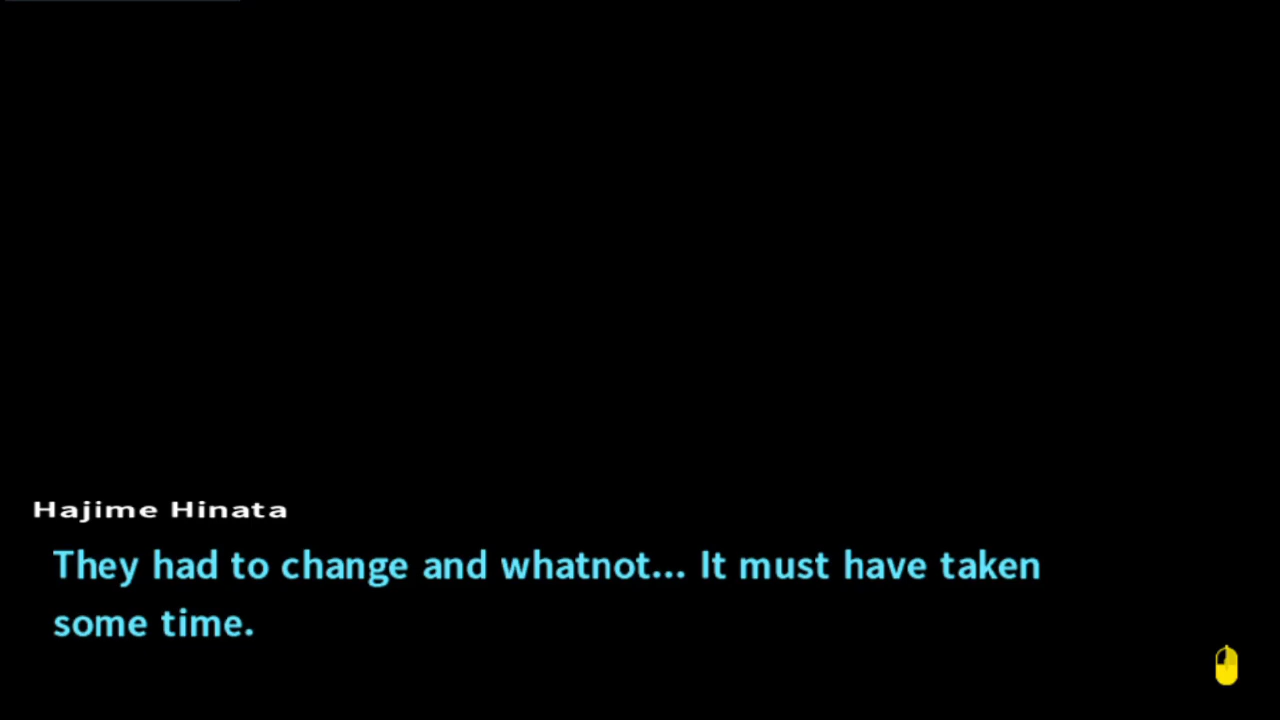 Hajime Hinata
They had to change and whatnot... It must have taken
some time.